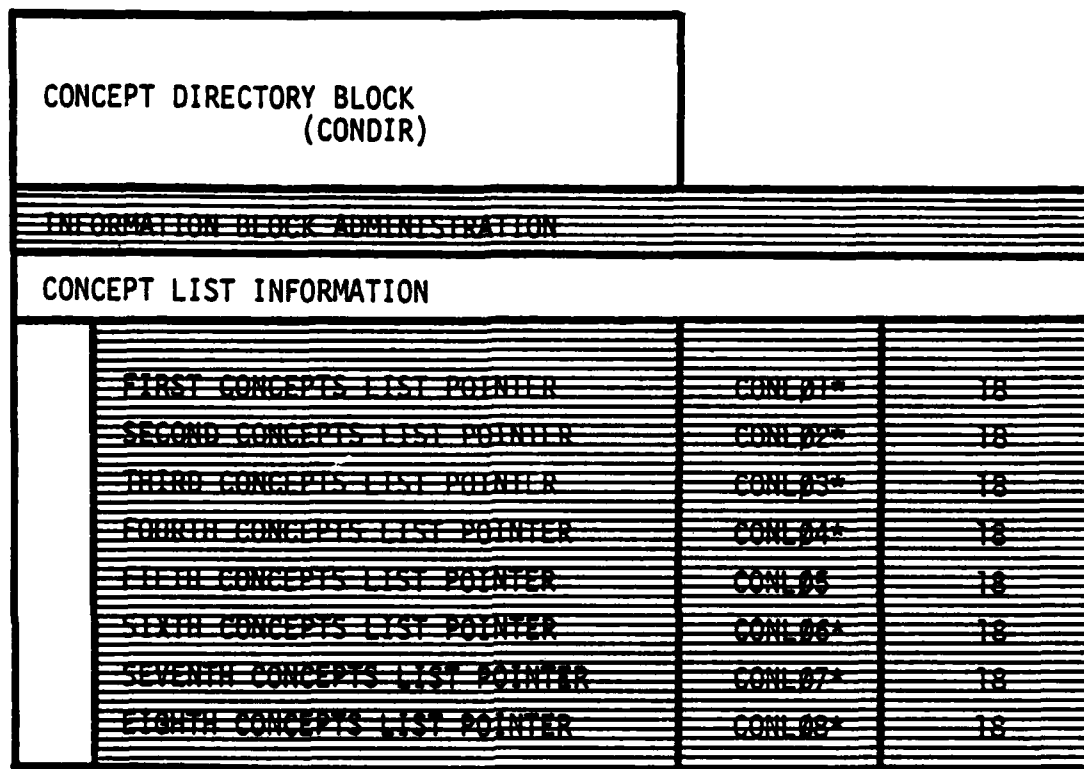 CONCEPT DIRECTORY BLOCK
(CONDIR)
INFORMATION BLOCK ADMINISTRATION
CONCEPT LIST INFORMATION
FIRST CONCEPTS LIST POINTER CONLØ1* 18
SECOND CONCEPTS LIST POINTER CONLØ2* 18
THIRD CONCEPTS LIST POINTER CONLØ3* 18
FOURTH CONCEPTS LIST POINTER CONLØ4* 18
FIFTH CONCEPTS LIST POINTER CONLØ5 18
SIXTH CONCEPTS LIST POINTER CONLØ6* 18
SEVENTH CONCEPTS LIST POINTER CONLØ7* 18
EIGHTH CONCEPTS LIST POINTER CONLØ8* 18